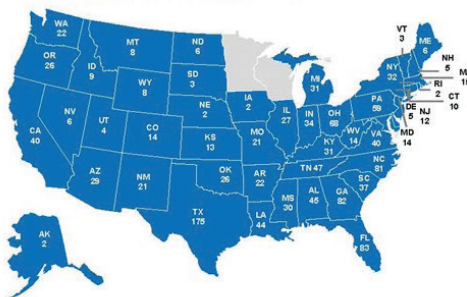 WA
22
OR
26
CA
40
NV
6
ID
9
MT
8
WY
8
UT
4
AZ
29
CO
14
NM
21
ND
6
SD
3
NE
2
KS
13
OK
26
TX
175
IA
2
MO
21
AR
22
LA
44
IL
27
IN
34
MI
31
OH
68
KY
31
TN 47
MS
30
AL
45
GA
82
FL
83
SC
37
NC
81
VA
40
WV
14
PA
59
NY
32
VT
3
ME
6
NH
5
RI
2
CT
10
NJ
12
DE
5
MD
14
AK
2